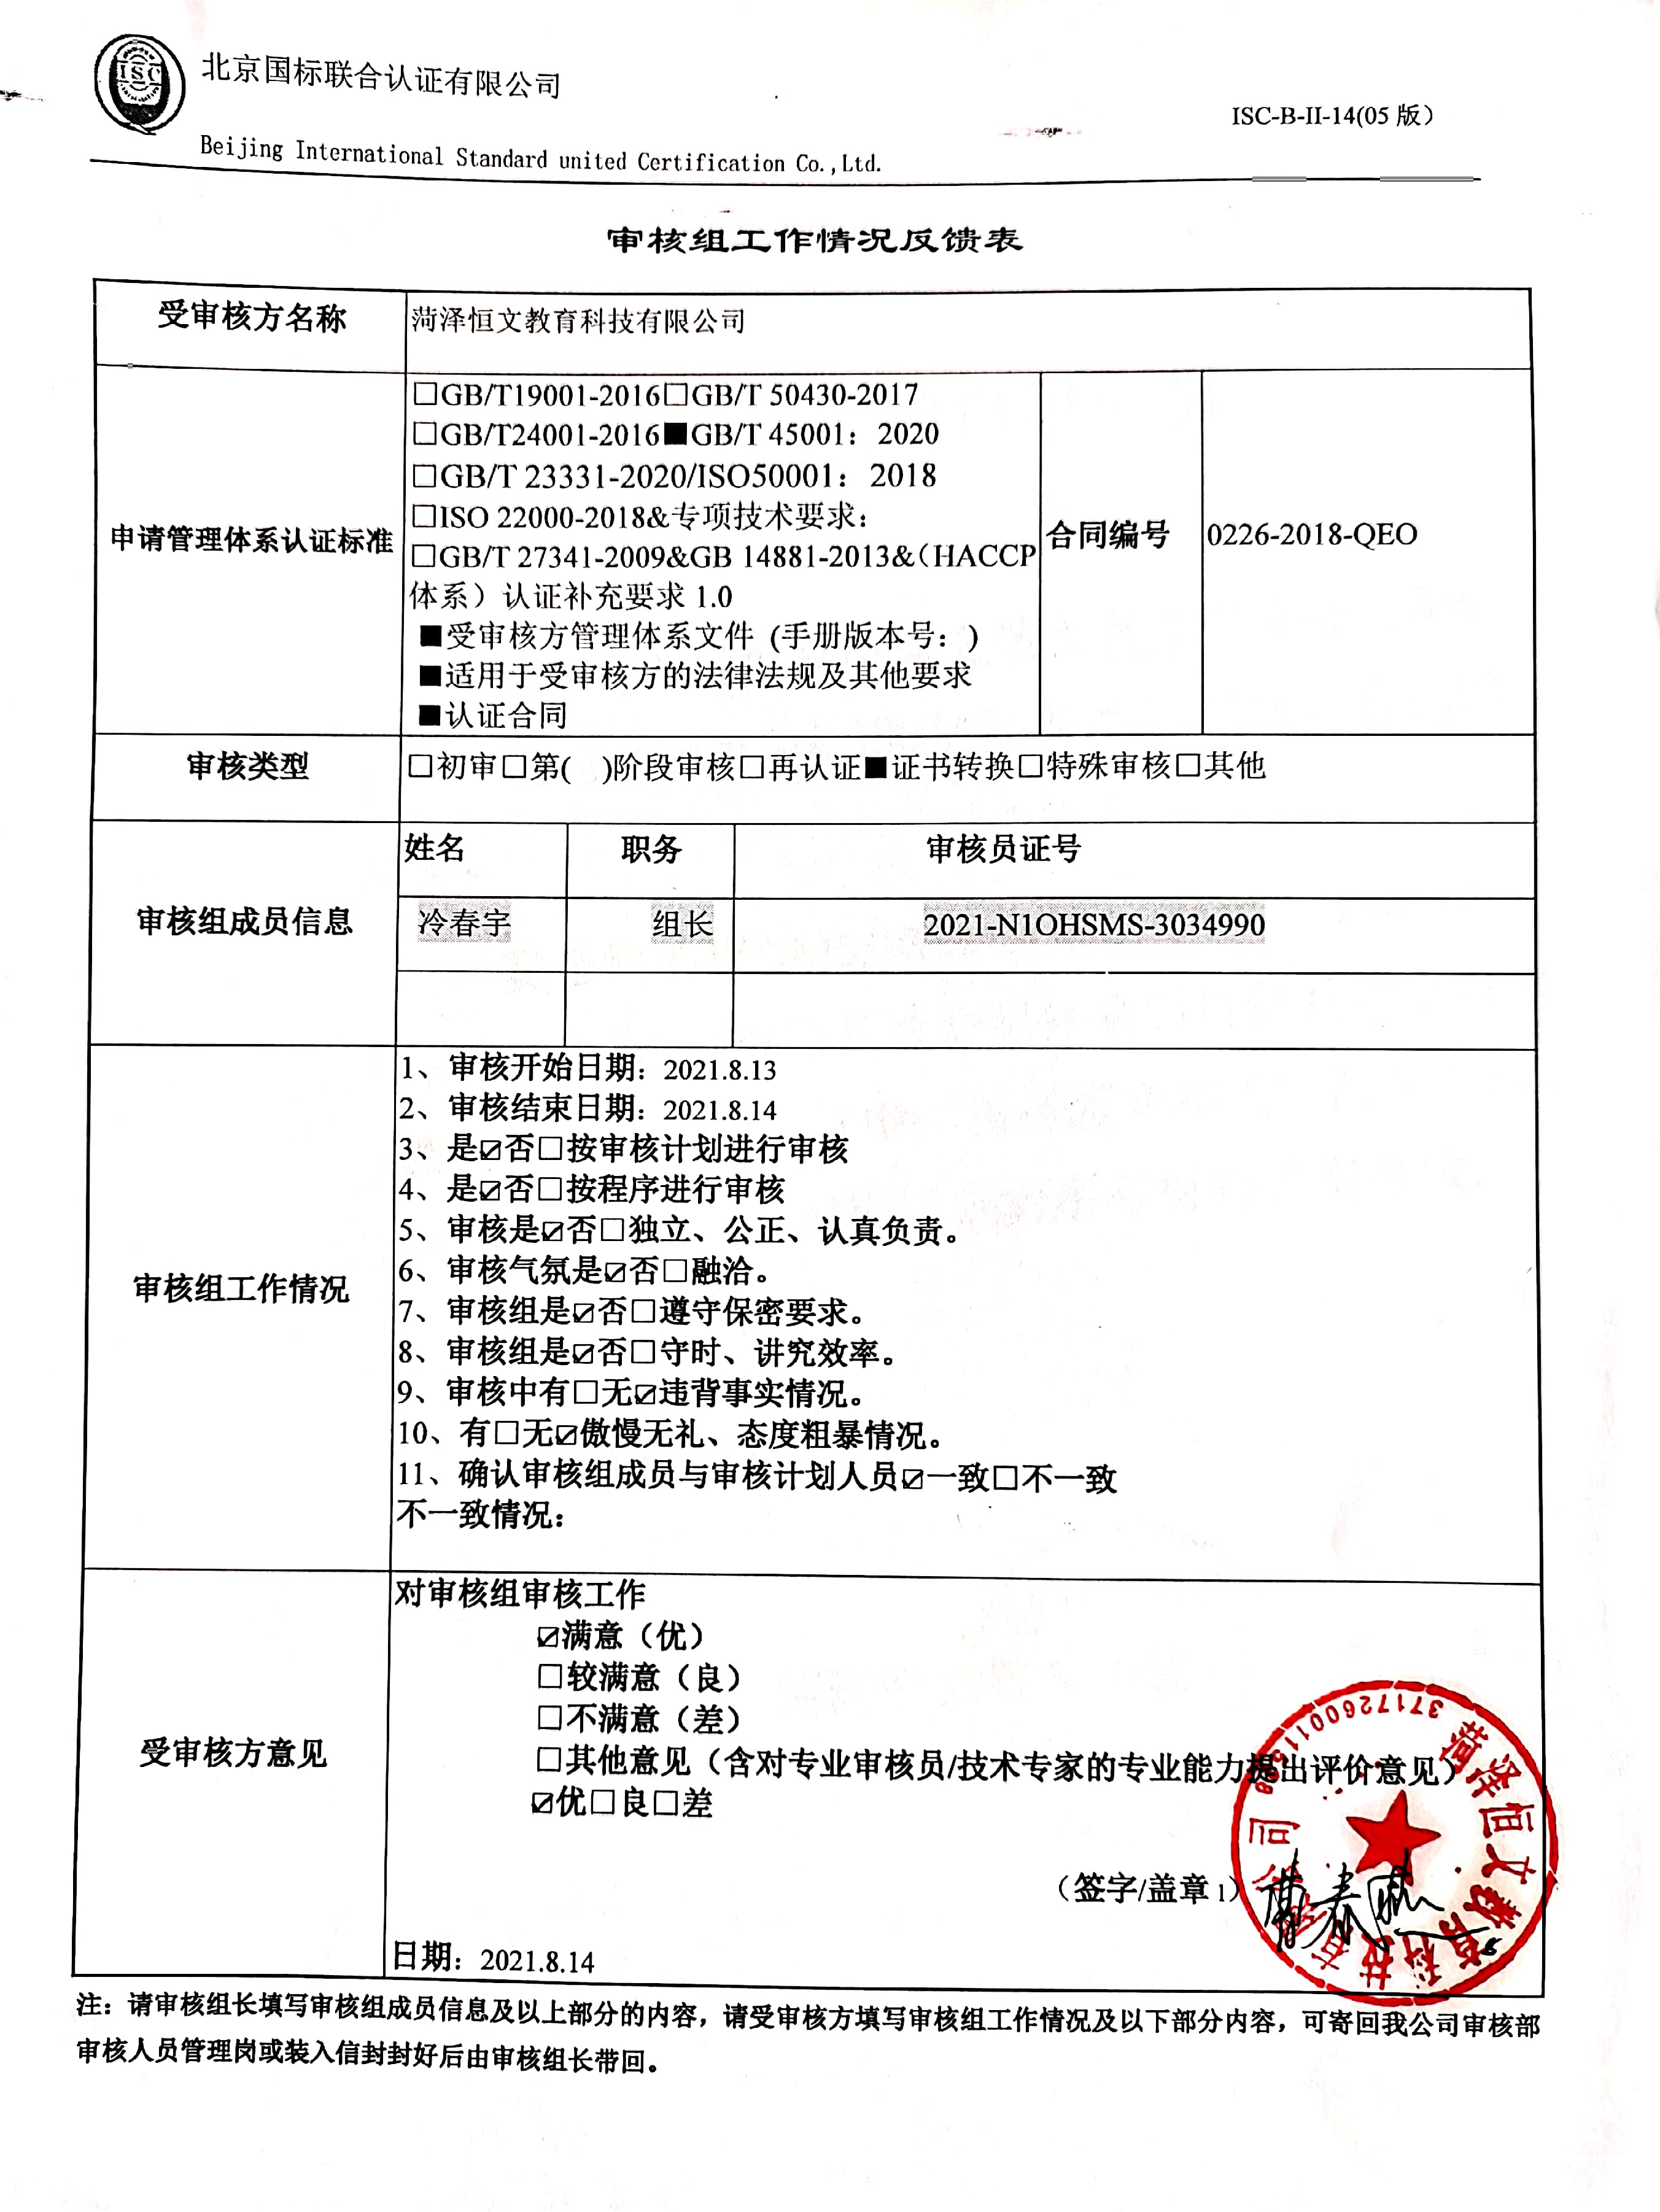 ISC
北京国标联合认证有限公司
ISC-B-II-14(05 版）
Beijing International Standard united Certification Co.,Ltd.
审核组工作情况反馈表
受审核方名称
菏泽恒文教育科技有限公司
申请管理体系认证标准
□GB/T19001-2016□GB/T 50430-2017
□GB/T24001-2016■GB/T 45001：2020
□GB/T 23331-2020/ISO50001：2018
□ISO 22000-2018&专项技术要求：
□GB/T 27341-2009&GB 14881-2013&（HACCP
体系）认证补充要求 1.0
■受审核方管理体系文件 (手册版本号：)
■适用于受审核方的法律法规及其他要求
■认证合同
合同编号
0226-2018-QEO
审核类型
□初审□第( )阶段审核□再认证■证书转换□特殊审核□其他
审核组成员信息
姓名 职务 审核员证号
冷春宇 组长 2021-N1OHSMS-3034990
审核组工作情况
1、审核开始日期：2021.8.13
2、审核结束日期：2021.8.14
3、是☑否□按审核计划进行审核
4、是☑否□按程序进行审核
5、审核是☑否□独立、公正、认真负责。
6、审核气氛是☑否□融洽。
7、审核组是☑否□遵守保密要求。
8、审核组是☑否□守时、讲究效率。
9、审核中有□无☑违背事实情况。
10、有□无☑傲慢无礼、态度粗暴情况。
11、确认审核组成员与审核计划人员☑一致□不一致
不一致情况：
受审核方意见
对审核组审核工作
☑满意（优）
□较满意（良）
□不满意（差）
□其他意见（含对专业审核员/技术专家的专业能力提出评价意见）
☑优□良□差
（签字/盖章 1）
菏泽恒文教育科技有限公司
日期：2021.8.14
注：请审核组长填写审核组成员信息及以上部分的内容，请受审核方填写审核组工作情况及以下部分内容，可寄回我公司审核部
审核人员管理岗或装入信封封好后由审核组长带回。